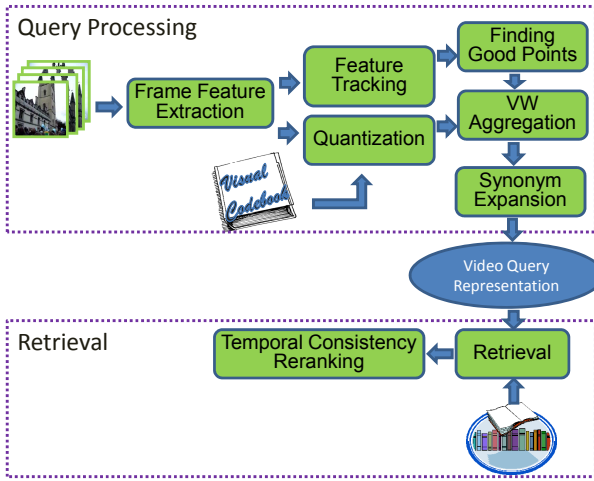 Query Processing
Frame Feature
Extraction
Feature
Tracking
Finding
Good Points
Quantization
VW
Aggregation
Visual
Codebook
Synonym
Expansion
Video Query
Representation
Retrieval
Temporal Consistency
Reranking
Retrieval